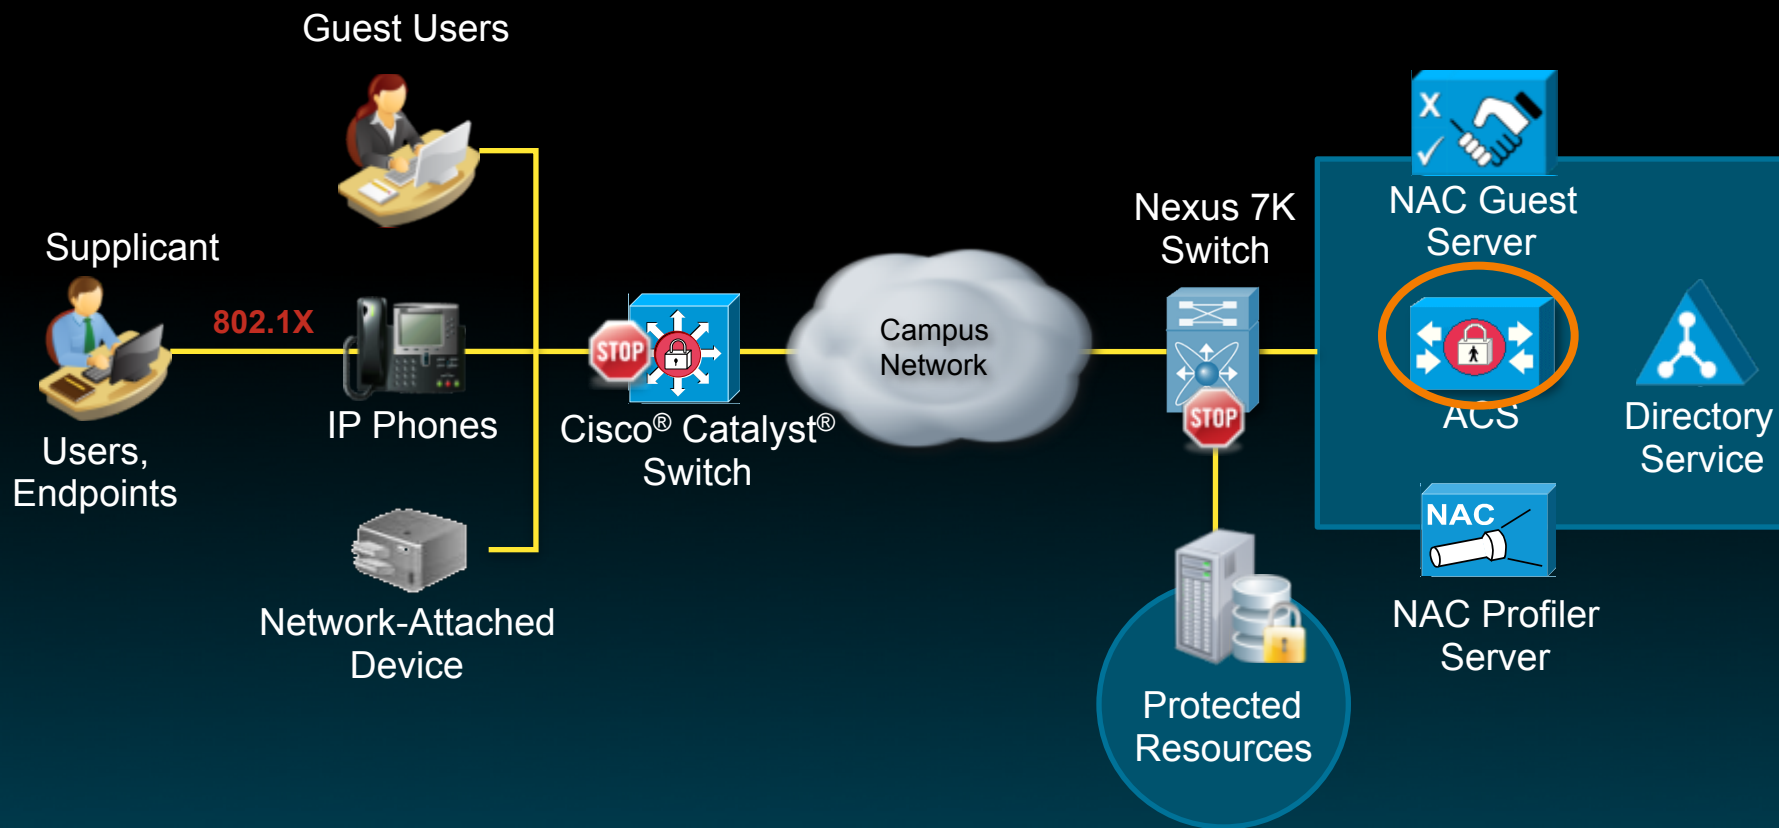 Guest Users
Supplicant
802.1X
Users,
Endpoints
IP Phones
Network-Attached
Device
STOP
Cisco® Catalyst®
Switch
Campus
Network
Nexus 7K
Switch
STOP
Protected
Resources
X
NAC Guest
Server
ACS
Directory
Service
NAC
NAC Profiler
Server